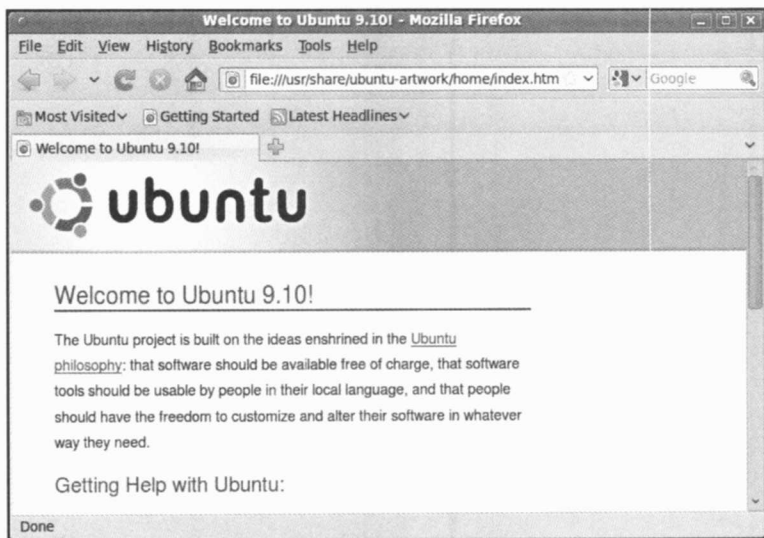 Welcome to Ubuntu 9.10! - Mozilla Firefox
File Edit View History Bookmarks Tools Help
file:///usr/share/ubuntu-artwork/home/index.htm Google
Most Visited Getting Started Latest Headlines
Welcome to Ubuntu 9.10!
ubuntu
Welcome to Ubuntu 9.10!
The Ubuntu project is built on the ideas enshrined in the Ubuntu
philosophy: that software should be available free of charge, that software
tools should be usable by people in their local language, and that people
should have the freedom to customize and alter their software in whatever
way they need.
Getting Help with Ubuntu:
Done